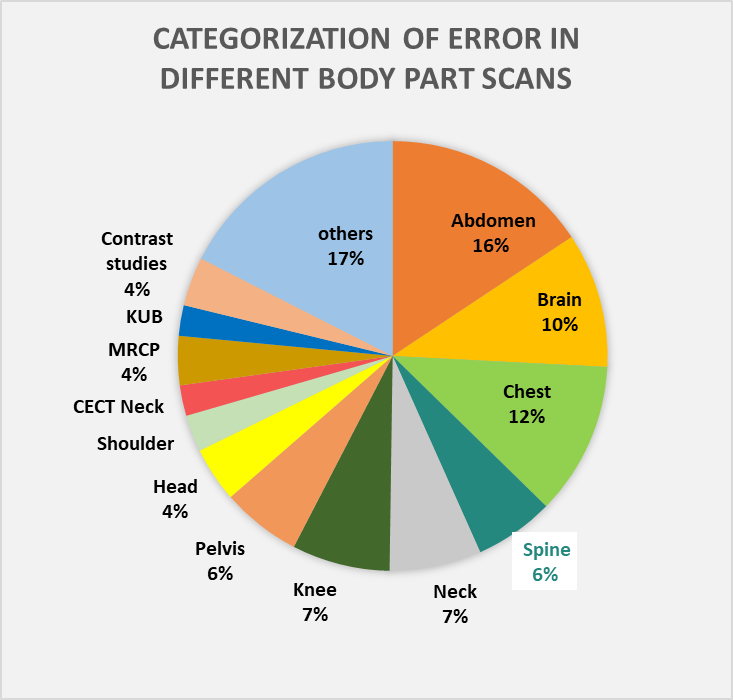 CATEGORIZATION OF ERROR IN
DIFFERENT BODY PART SCANS
Abdomen
16%
Brain
10%
Chest
12%
Spine
6%
Neck
7%
Knee
7%
Pelvis
6%
Head
4%
Shoulder
CECT Neck
MRCP
4%
KUB
Contrast
studies
4%
others
17%